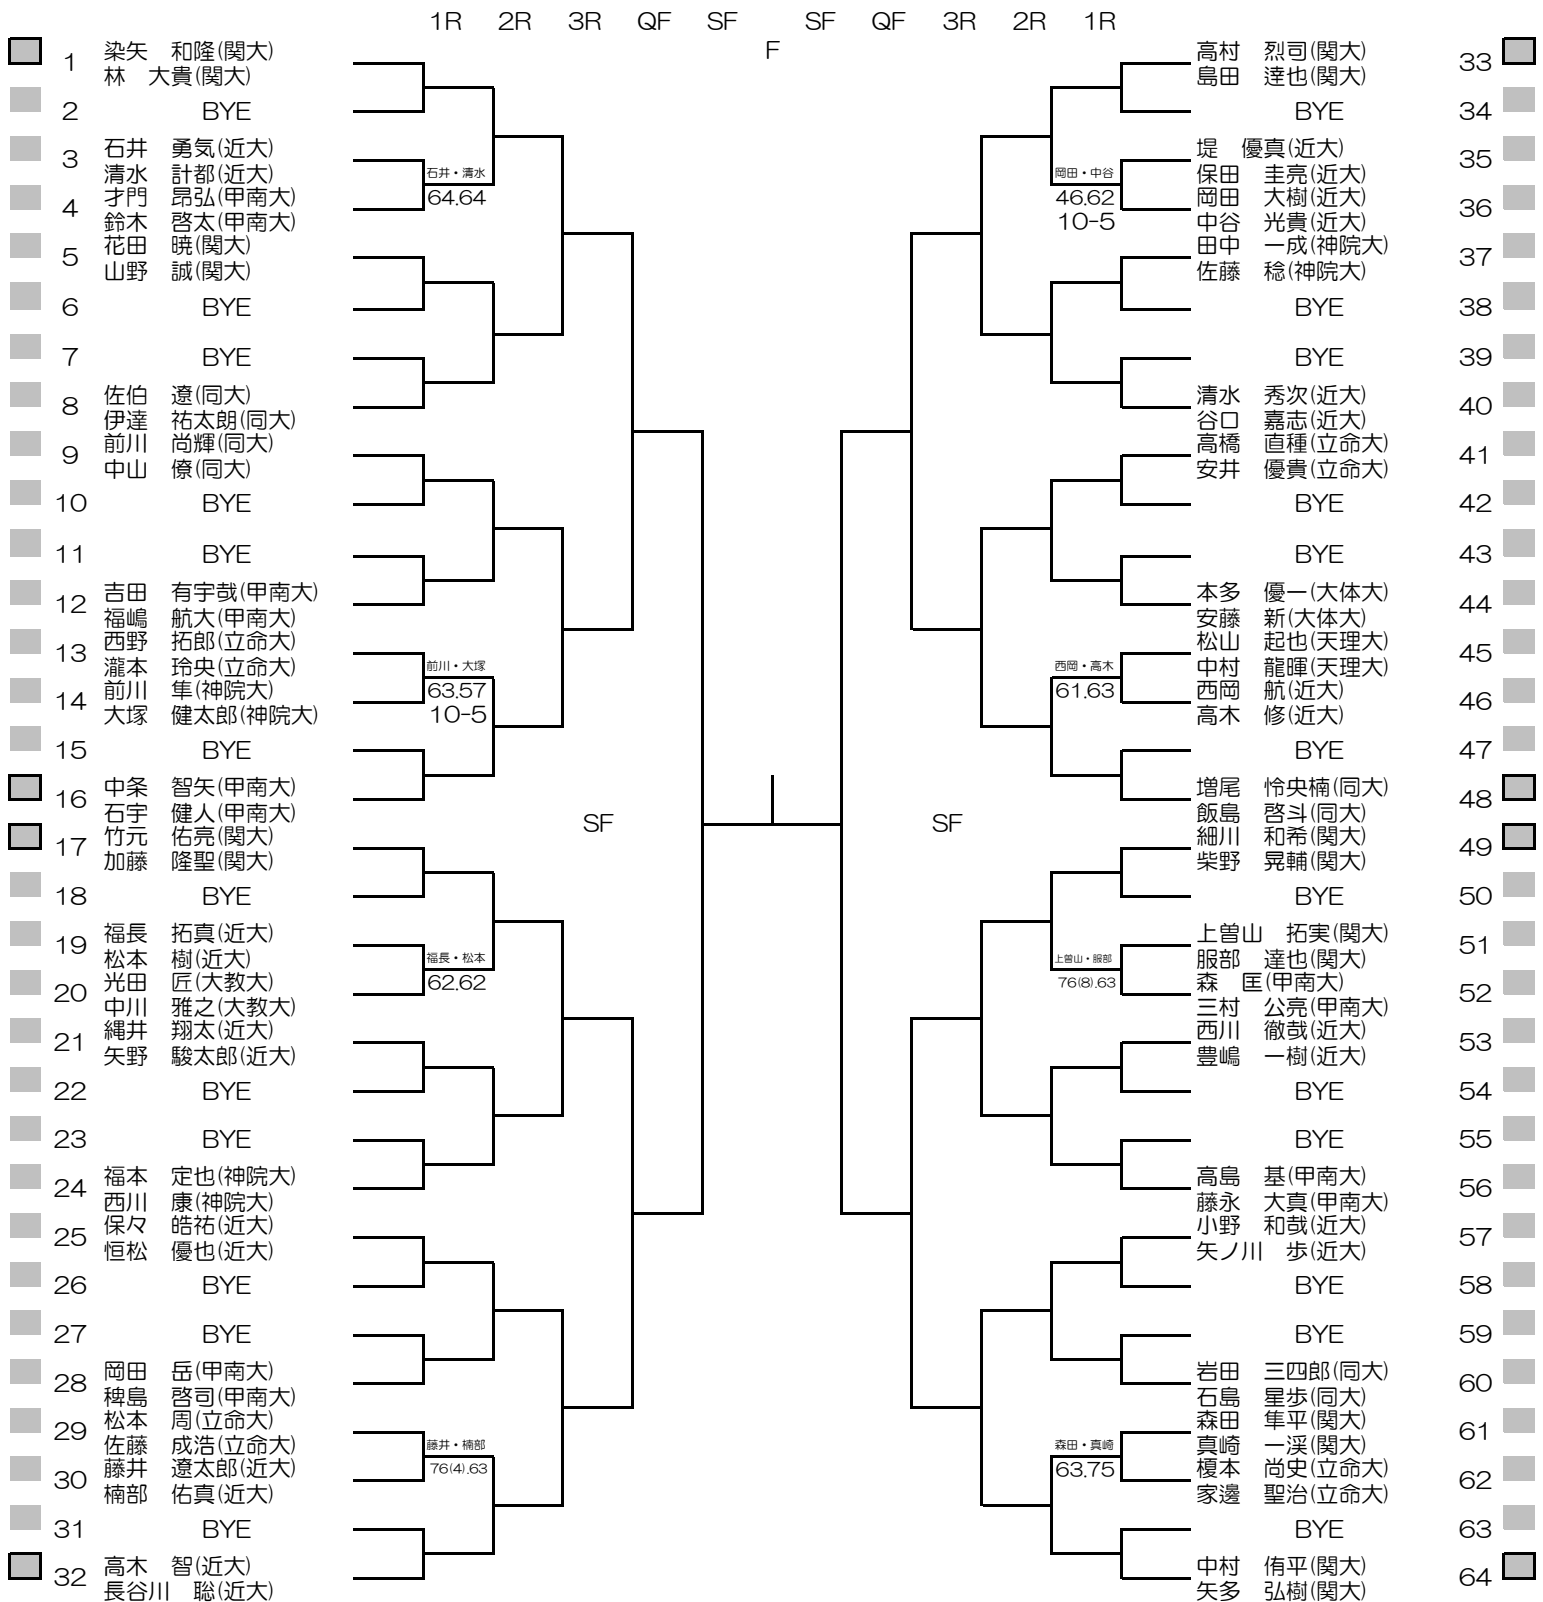 1R 2R 3R QF SF SF QF 3R 2R 1R
F
1 染矢　和隆(関大)
林　大貴(関大)
2 BYE
3 石井　勇気(近大)
清水　計都(近大)
石井・清水
64.64
4 才門　昂弘(甲南大)
鈴木　啓太(甲南大)
5 花田　暁(関大)
山野　誠(関大)
6 BYE
7 BYE
8 佐伯　遼(同大)
伊達　祐太朗(同大)
9 前川　尚輝(同大)
中山　僚(同大)
10 BYE
11 BYE
12 吉田　有宇哉(甲南大)
福嶋　航大(甲南大)
13 西野　拓郎(立命大)
瀧本　玲央(立命大)
前川・大塚
63.57
10-5
14 前川　隼(神院大)
大塚　健太郎(神院大)
15 BYE
16 中条　智矢(甲南大)
石宇　健人(甲南大)
SF
17 竹元　佑亮(関大)
加藤　隆聖(関大)
18 BYE
19 福長　拓真(近大)
松本　樹(近大)
福長・松本
62.62
20 光田　匠(大教大)
中川　雅之(大教大)
21 縄井　翔太(近大)
矢野　駿太郎(近大)
22 BYE
23 BYE
24 福本　定也(神院大)
西川　康(神院大)
25 保々　皓祐(近大)
恒松　優也(近大)
26 BYE
27 BYE
28 岡田　岳(甲南大)
稗島　啓司(甲南大)
29 松本　周(立命大)
佐藤　成浩(立命大)
藤井・楠部
76(4).63
30 藤井　遼太郎(近大)
楠部　佑真(近大)
31 BYE
32 高木　智(近大)
長谷川　聡(近大)
高村　烈司(関大) 33
島田　達也(関大)
BYE 34
堤　優真(近大) 35
保田　圭亮(近大)
岡田・中谷
46.62
10-5
岡田　大樹(近大) 36
中谷　光貴(近大)
田中　一成(神院大) 37
佐藤　稔(神院大)
BYE 38
BYE 39
清水　秀次(近大) 40
谷口　嘉志(近大)
高橋　直種(立命大) 41
安井　優貴(立命大)
BYE 42
BYE 43
本多　優一(大体大) 44
安藤　新(大体大)
松山　起也(天理大) 45
中村　龍暉(天理大)
西岡・高木
61.63
西岡　航(近大) 46
高木　修(近大)
BYE 47
増尾　怜央楠(同大) 48
飯島　啓斗(同大)
SF
細川　和希(関大) 49
柴野　晃輔(関大)
BYE 50
上曽山　拓実(関大) 51
服部　達也(関大)
上曽山・服部
76(8).63
森　匡(甲南大) 52
三村　公亮(甲南大)
西川　徹哉(近大) 53
豊嶋　一樹(近大)
BYE 54
BYE 55
高島　基(甲南大) 56
藤永　大真(甲南大)
小野　和哉(近大) 57
矢ノ川　歩(近大)
BYE 58
BYE 59
岩田　三四郎(同大) 60
石島　星歩(同大)
森田　隼平(関大) 61
真崎　一渓(関大)
森田・真崎
63.75
榎本　尚史(立命大) 62
家邊　聖治(立命大)
BYE 63
中村　侑平(関大) 64
矢多　弘樹(関大)